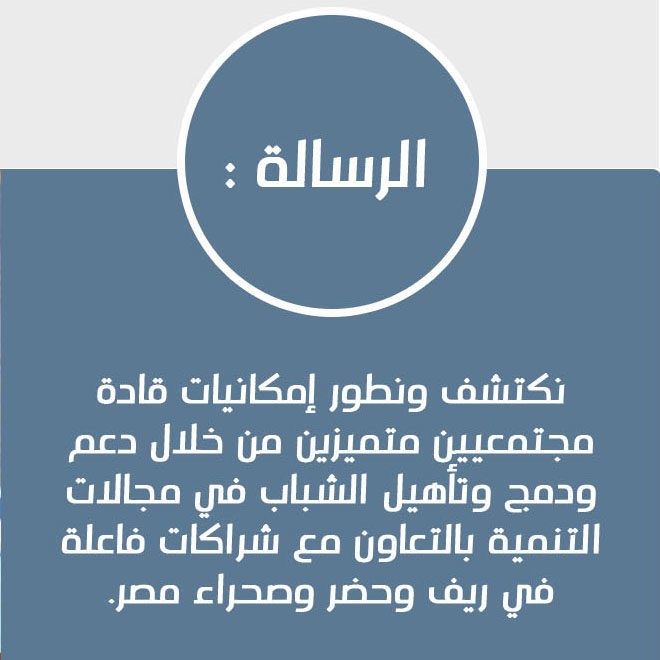 الرسالة :
نكتشف ونطور إمكانيات قادة
مجتمعيين متميزين من خلال دعم
ودمج وتأهيل الشباب في مجالات
التنمية بالتعاون مع شراكات فاعلة
في ريف وحضر وصحراء مصر.